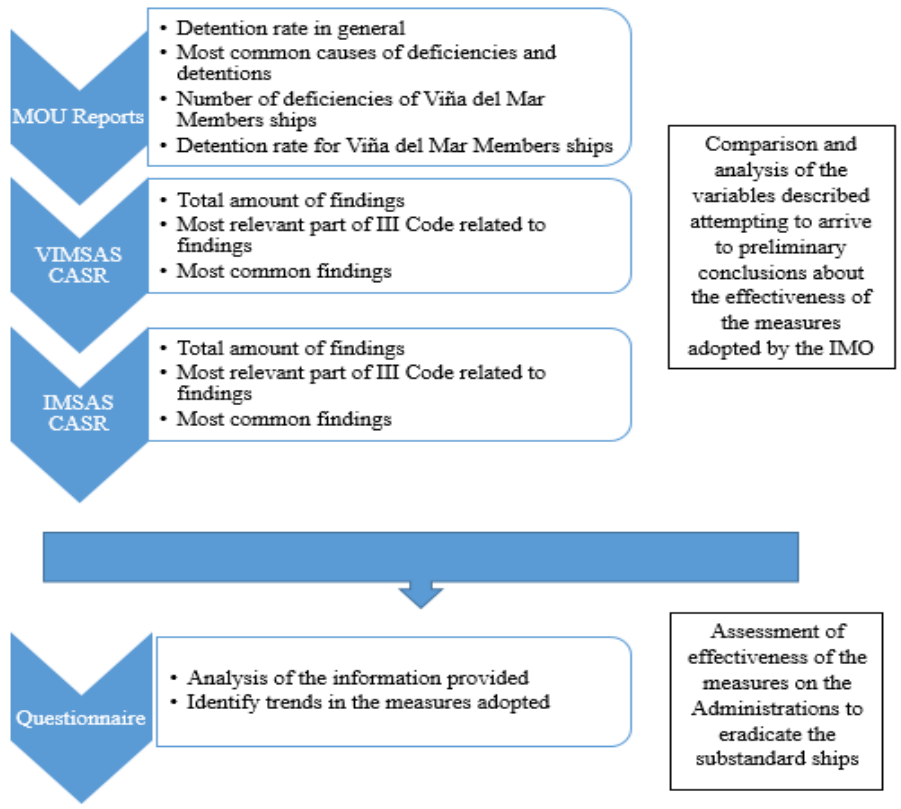 MOU Reports
• Detention rate in general
• Most common causes of deficiencies and
detentions
• Number of deficiencies of Viña del Mar
Members ships
• Detention rate for Viña del Mar Members ships
VIMSAS
CASR
• Total amount of findings
• Most relevant part of III Code related to
findings
• Most common findings
IMSAS
CASR
• Total amount of findings
• Most relevant part of III Code related to
findings
• Most common findings
Comparison and
analysis of the
variables described
attempting to arrive
to preliminary
conclusions about
the effectiveness of
the measures
adopted by the IMO
Questionnaire
• Analysis of the information provided
• Identify trends in the measures adopted
Assessment of
effectiveness of the
measures on the
Administrations to
eradicate the
substandard ships